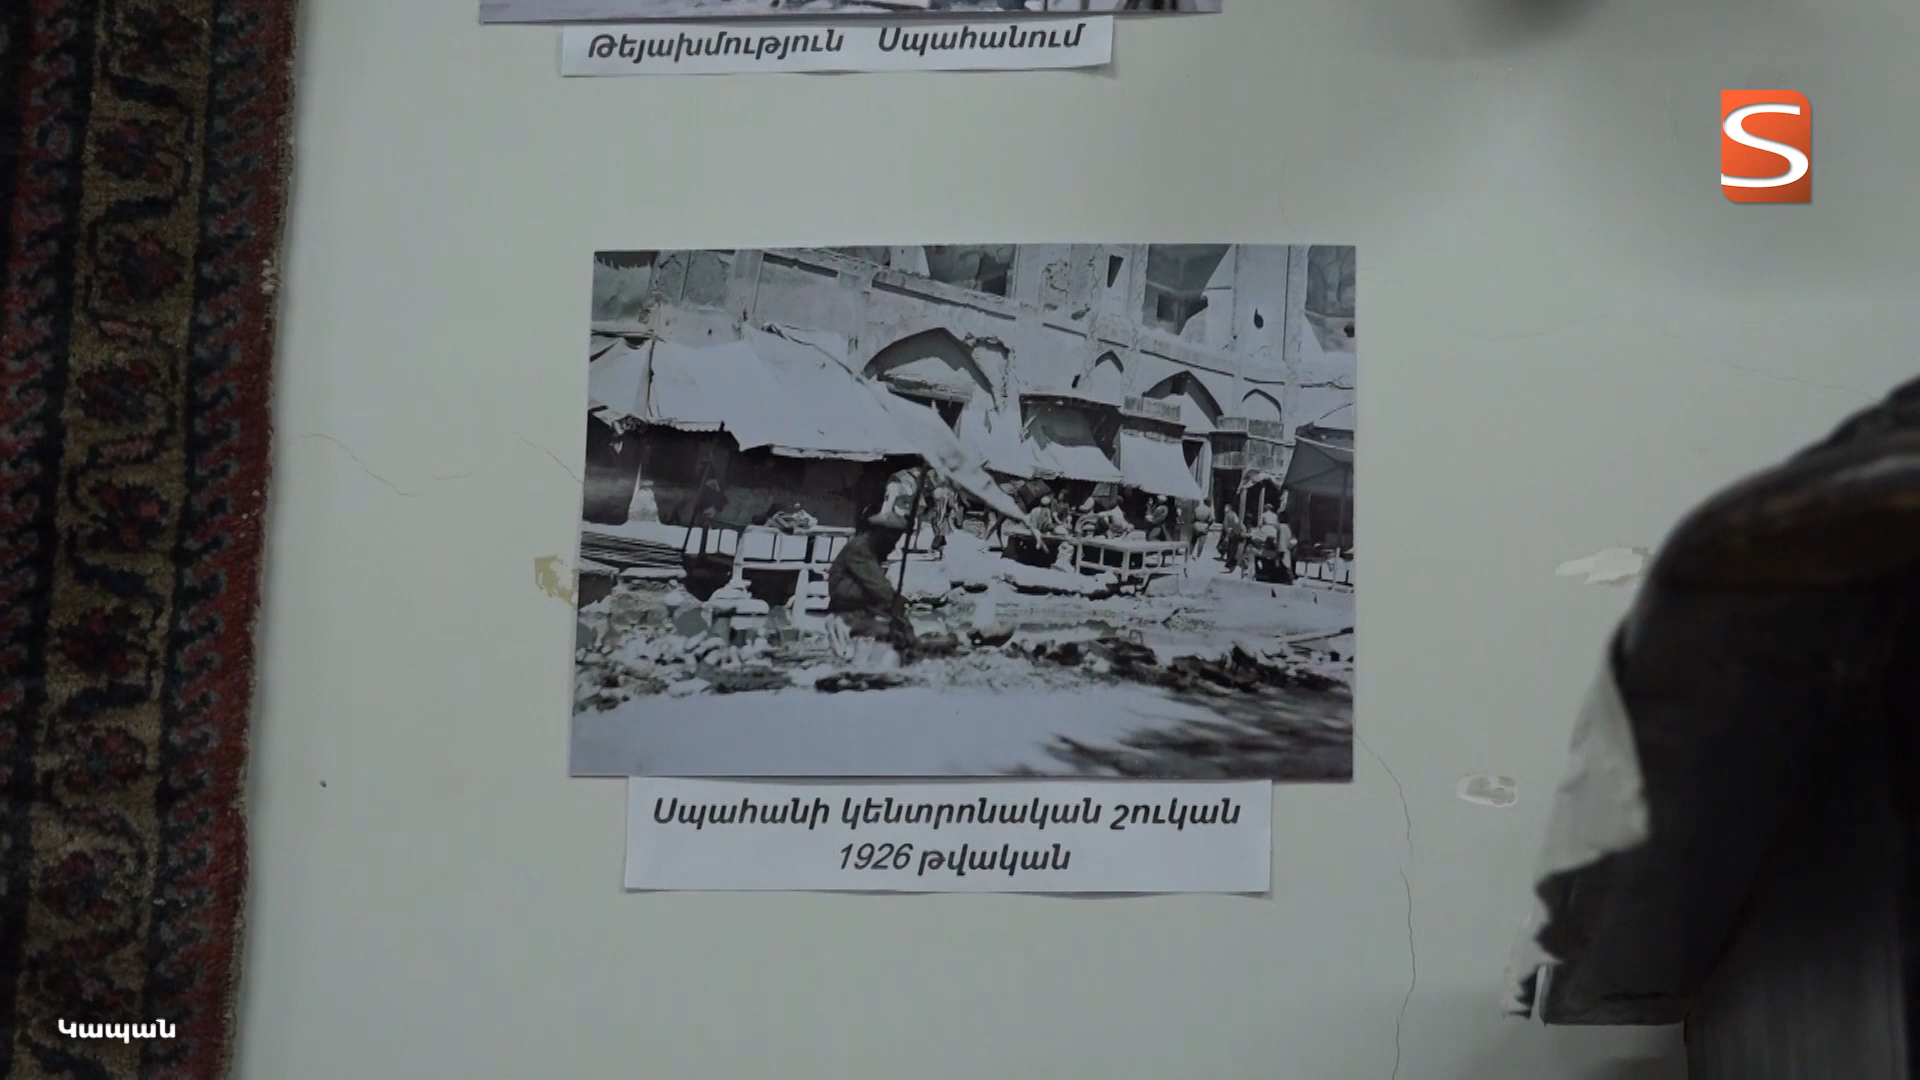 Թեյախմություն Սպահանում
S
Սպահանի կենտրոնական շուկան
1926 թվական
Կապան